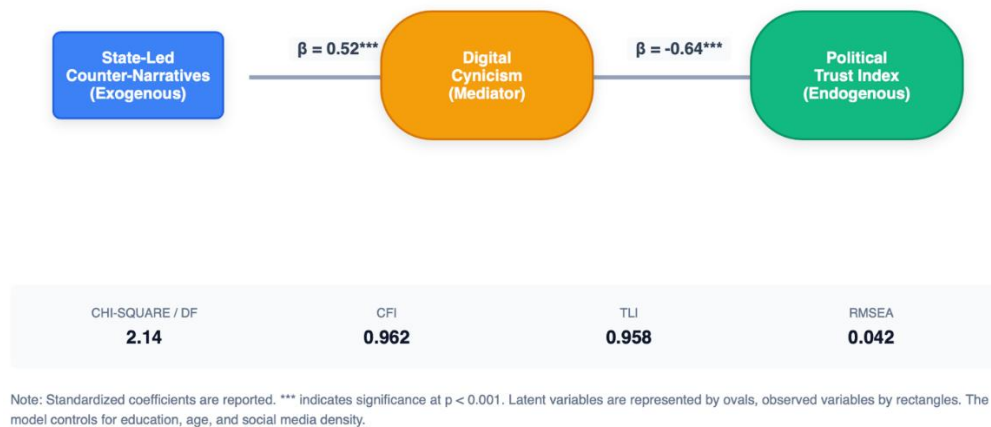 State-Led
Counter-Narratives
(Exogenous)
β = 0.52***
Digital
Cynicism
(Mediator)
β = -0.64***
Political
Trust Index
(Endogenous)
CHI-SQUARE / DF
2.14
CFI
0.962
TLI
0.958
RMSEA
0.042
Note: Standardized coefficients are reported. *** indicates significance at p < 0.001. Latent variables are represented by ovals, observed variables by rectangles. The
model controls for education, age, and social media density.